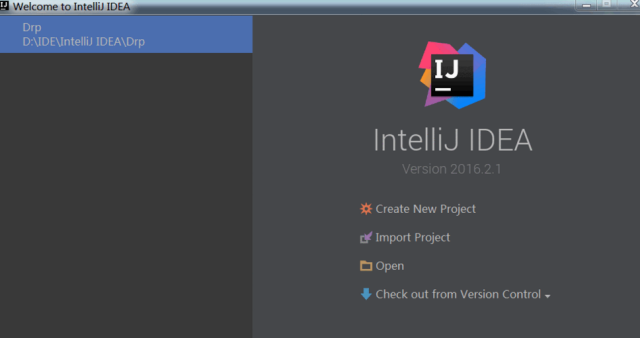 Welcome to IntelliJ IDEA
Drp
D:\IDE\IntelliJ IDEA\Drp
IJ
IntelliJ IDEA
Version 2016.2.1
Create New Project
Import Project
Open
Check out from Version Control